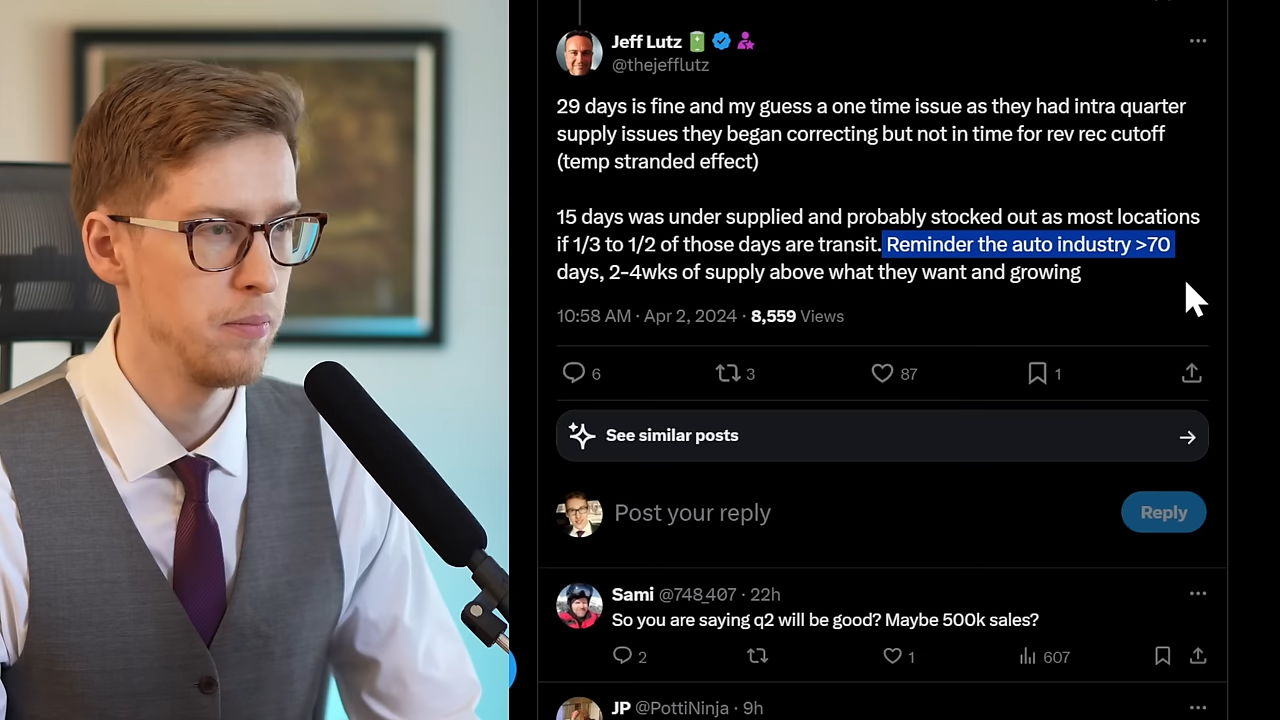 Jeff Lutz
@thejefflutz
29 days is fine and my guess a one time issue as they had intra quarter
supply issues they began correcting but not in time for rev rec cutoff
(temp stranded effect)
15 days was under supplied and probably stocked out as most locations
if 1/3 to 1/2 of those days are transit. Reminder the auto industry >70
days, 2-4wks of supply above what they want and growing
10:58 AM · Apr 2, 2024 · 8,559 Views
6 3 87 1
See similar posts
Post your reply
Reply
Sami @748_407 · 22h
So you are saying q2 will be good? Maybe 500k sales?
2 1 607
JP @PottiNinja · 9h